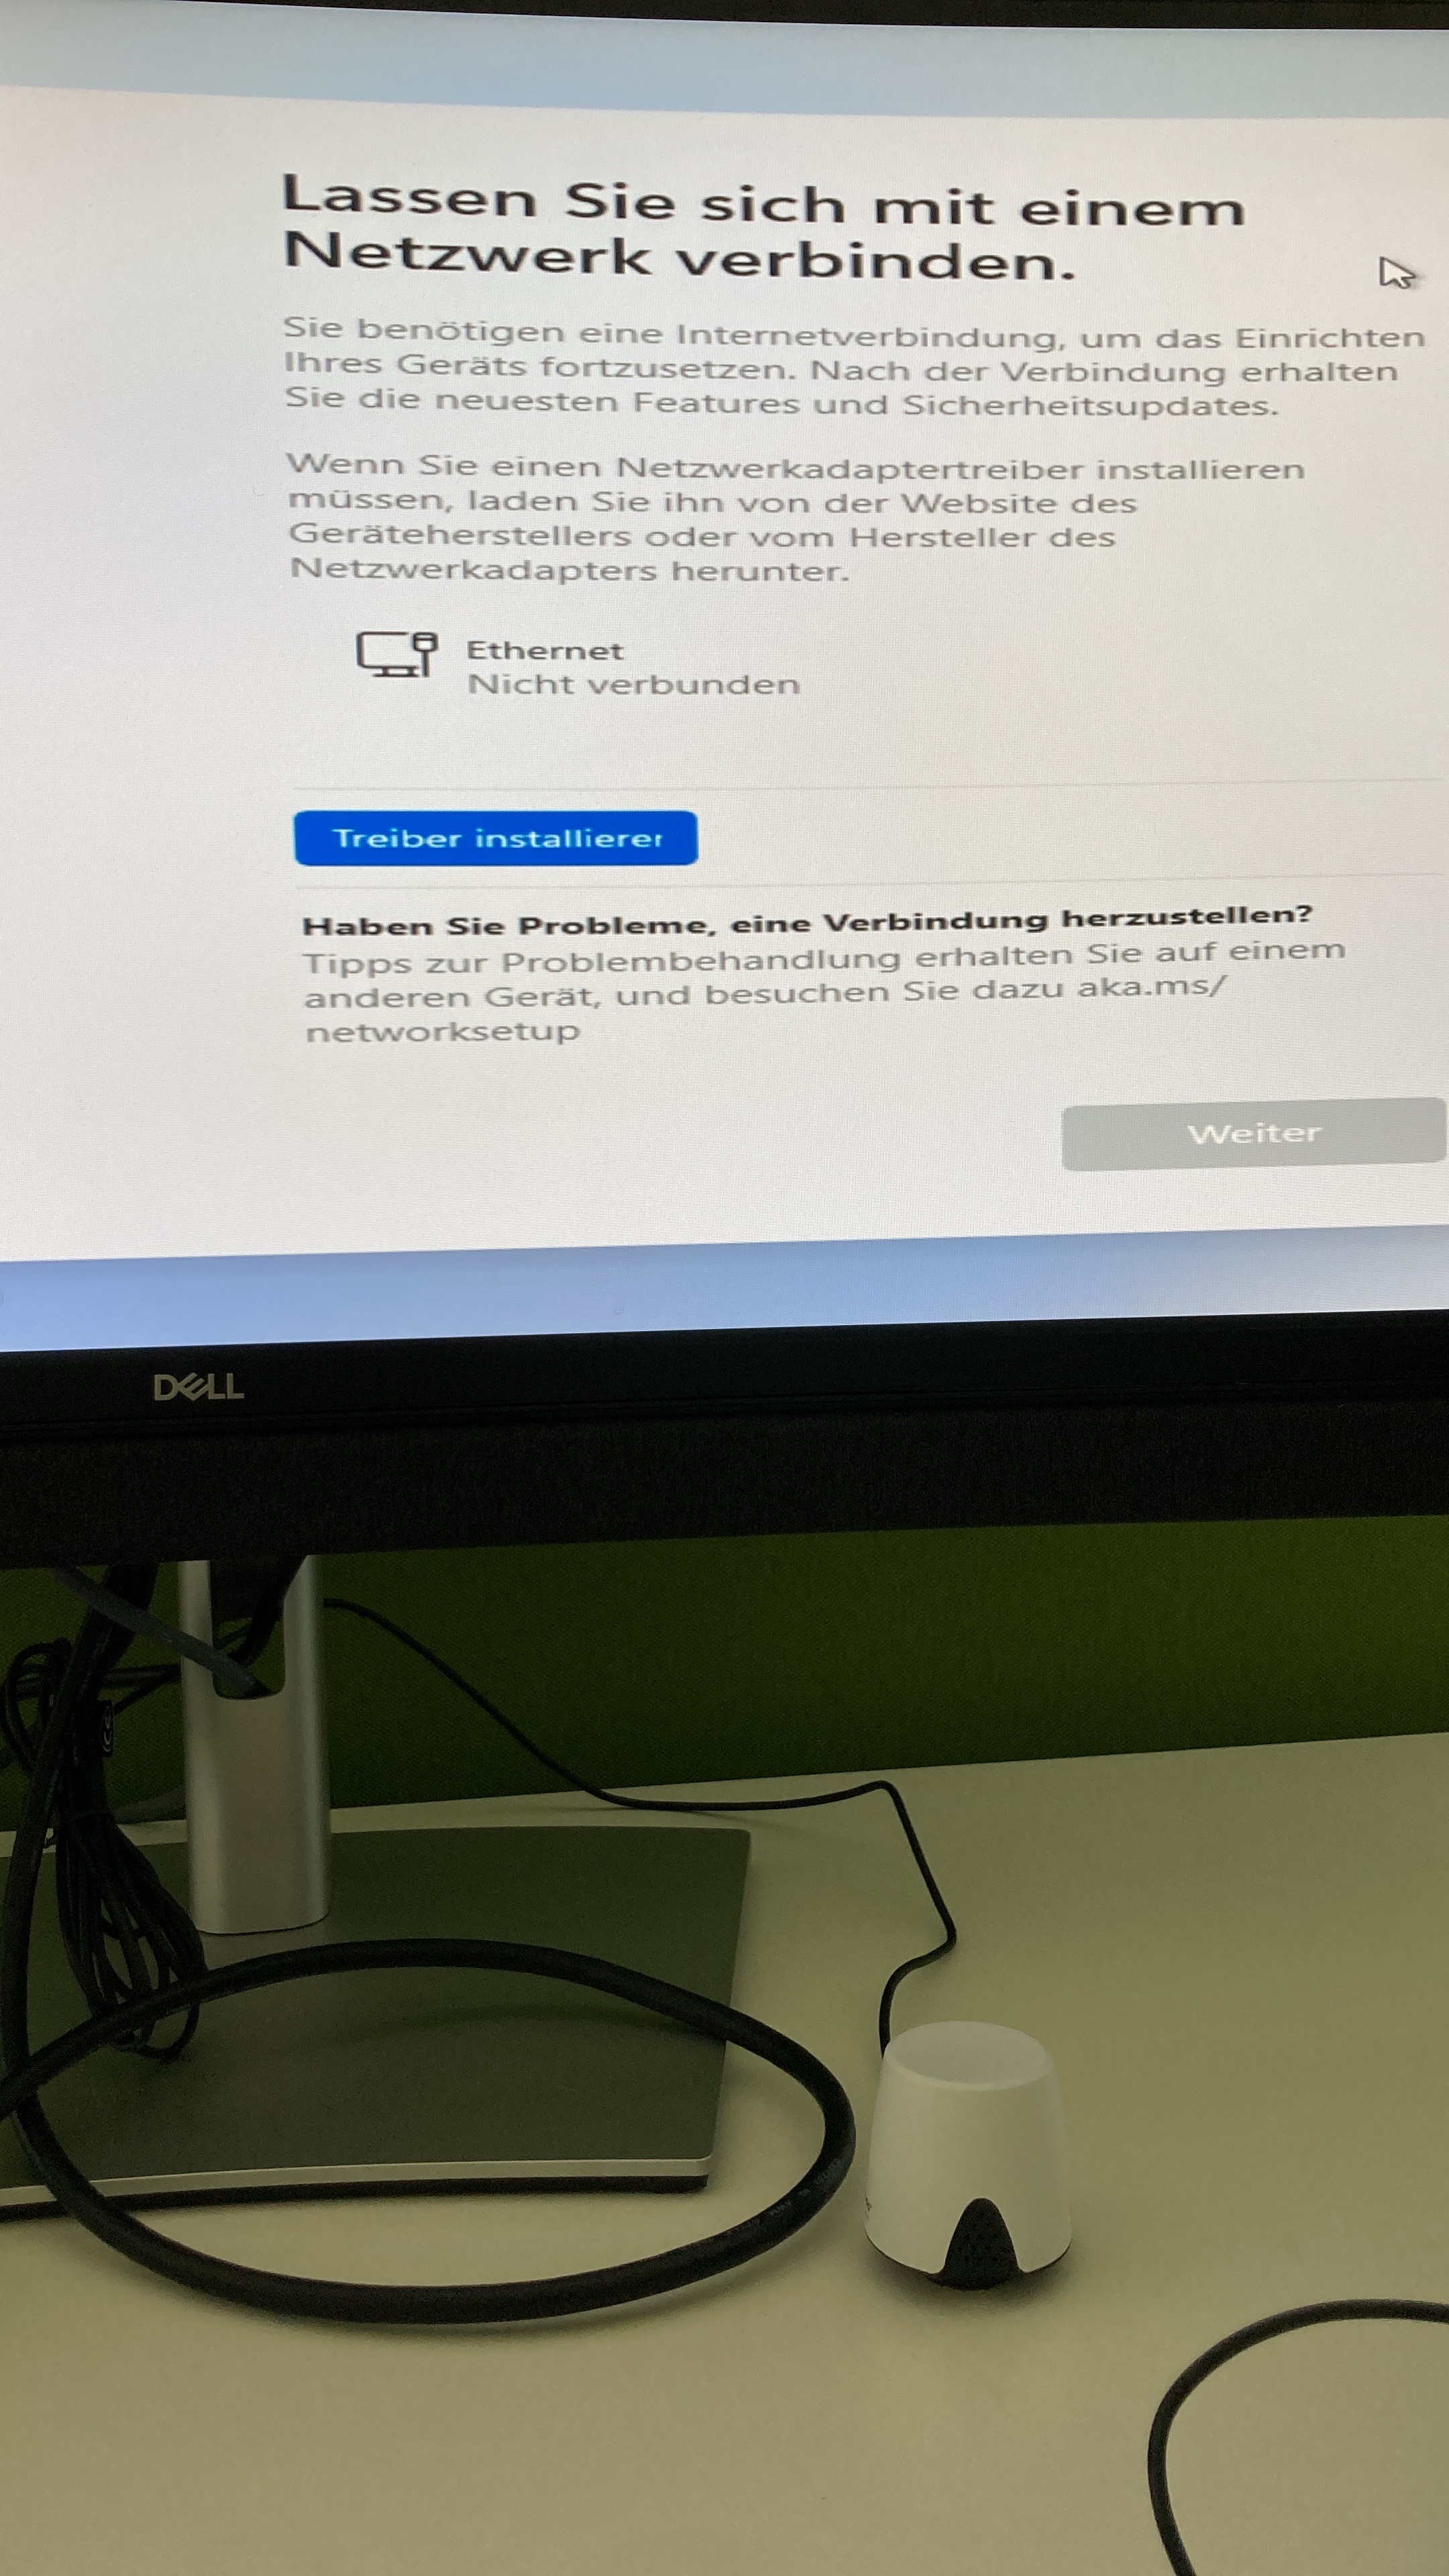 Lassen Sie sich mit einem
Netzwerk verbinden.
Sie benötigen eine Internetverbindung, um das Einrichten
Ihres Geräts fortzusetzen. Nach der Verbindung erhalten
Sie die neuesten Features und Sicherheitsupdates.
Wenn Sie einen Netzwerkadaptertreiber installieren
müssen, laden Sie ihn von der Website des
Geräteherstellers oder vom Hersteller des
Netzwerkadapters herunter.
Ethernet
Nicht verbunden
Treiber installierer
Haben Sie Probleme, eine Verbindung herzustellen?
Tipps zur Problembehandlung erhalten Sie auf einem
anderen Gerät, und besuchen Sie dazu aka.ms/
networksetup
Weiter
DELL